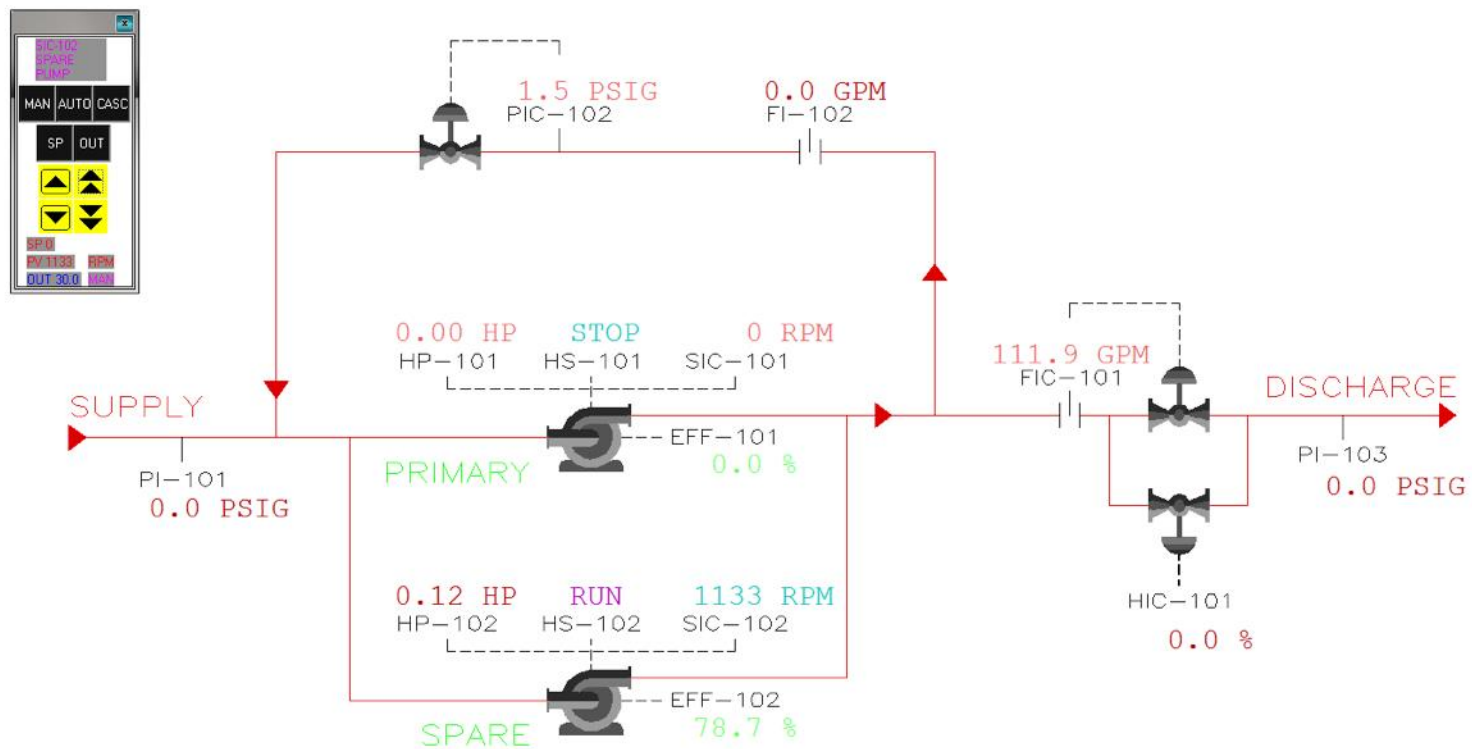 SIC-102
SPARE
PUMP
MAN AUTO CASC
SP OUT
SP 0
PV 1133 RPM
OUT 30.0 MAN
1.5 PSIG
PIC-102
0.0 GPM
FI-102
0.00 HP STOP 0 RPM
HP-101 HS-101 SIC-101
111.9 GPM
FIC-101
SUPPLY
DISCHARGE
EFF-101
0.0 %
PRIMARY
PI-101
0.0 PSIG
PI-103
0.0 PSIG
0.12 HP RUN 1133 RPM
HP-102 HS-102 SIC-102
HIC-101
0.0 %
EFF-102
78.7 %
SPARE